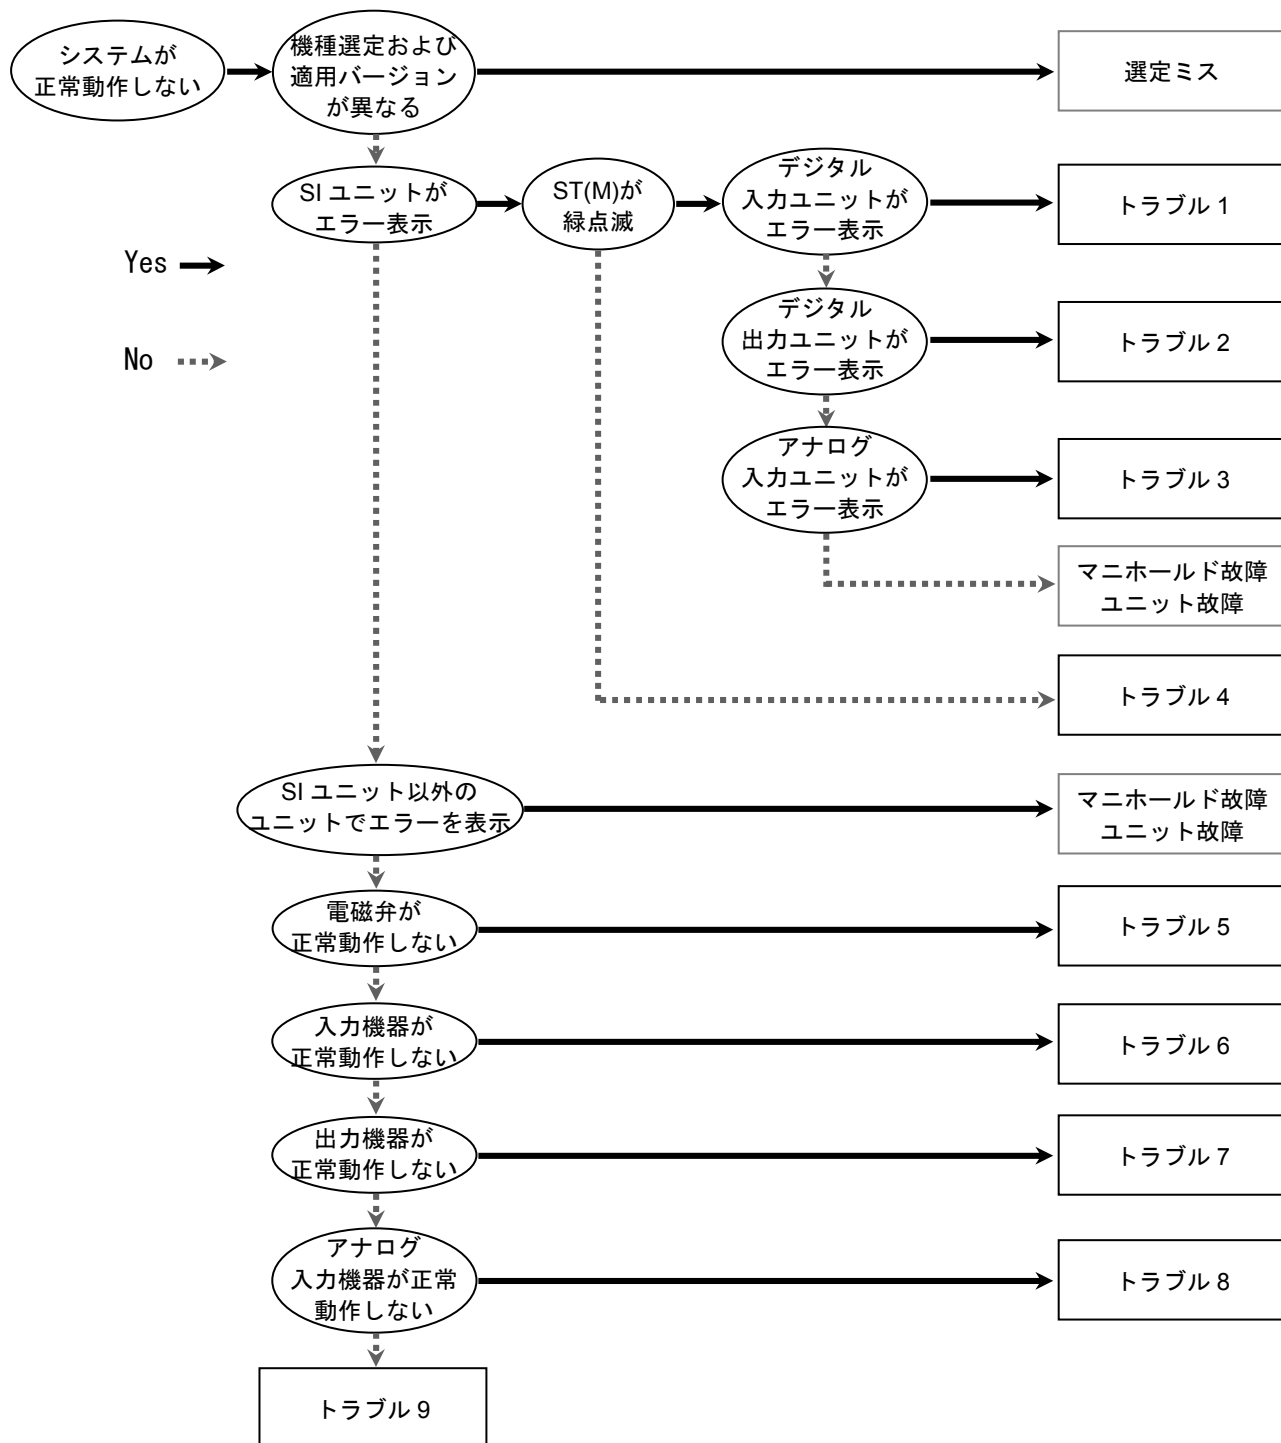 システムが
正常動作しない
機種選定および
適用バージョン
が異なる
選定ミス
SI ユニットが
エラー表示
ST(M)が
緑点滅
デジタル
入力ユニットが
エラー表示
トラブル 1
Yes
No
デジタル
出力ユニットが
エラー表示
トラブル 2
アナログ
入力ユニットが
エラー表示
トラブル 3
マニホールド故障
ユニット故障
トラブル 4
SI ユニット以外の
ユニットでエラーを表示
マニホールド故障
ユニット故障
電磁弁が
正常動作しない
トラブル 5
入力機器が
正常動作しない
トラブル 6
出力機器が
正常動作しない
トラブル 7
アナログ
入力機器が正常
動作しない
トラブル 8
トラブル 9